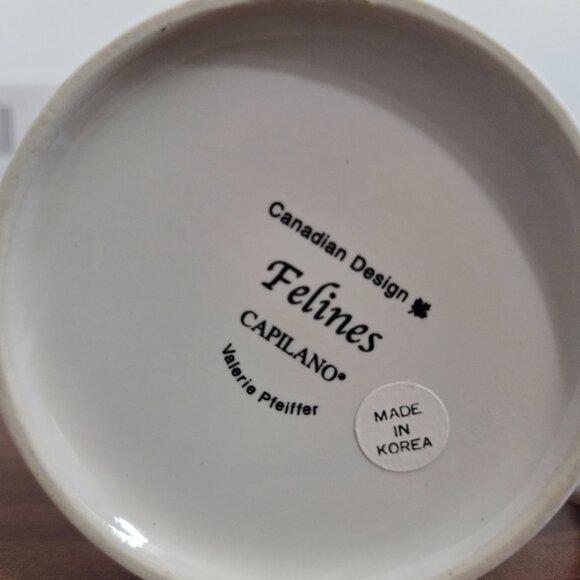 Canadian Design
Felines
CAPILANO®
Valerie Pfeiffer
MADE
IN
KOREA